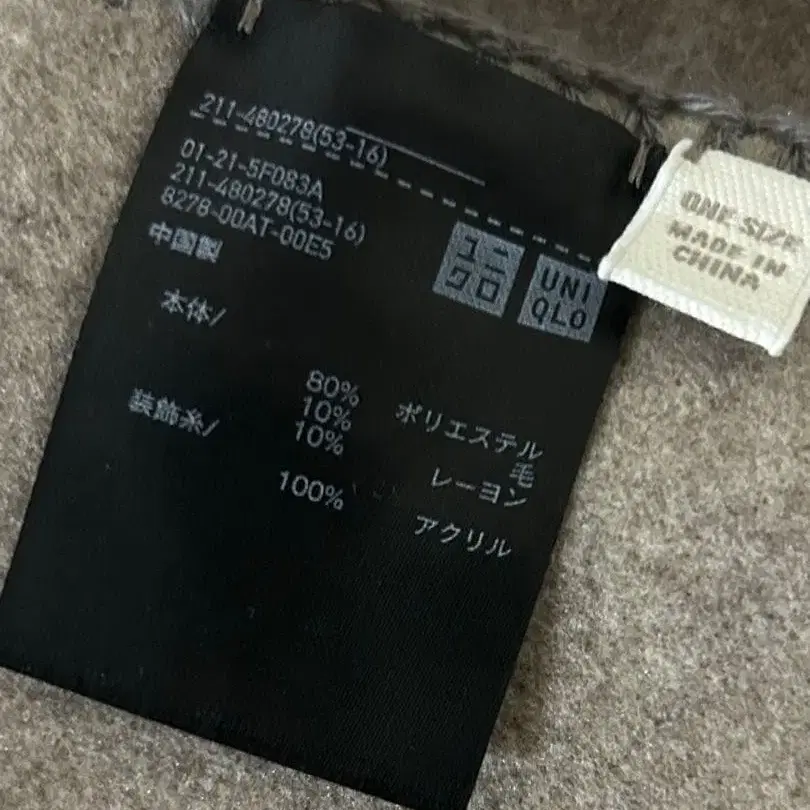 211-480278(53-16)
01-21-5F083A
211-480278(53-16)
8278-00AT-00E5
中国製
ユニ
クロ
UNI
QLO
本体/
80% ポリエステル
10% 毛
10% レーヨン
装飾糸/
100% アクリル
ONE SIZE
MADE IN
CHINA